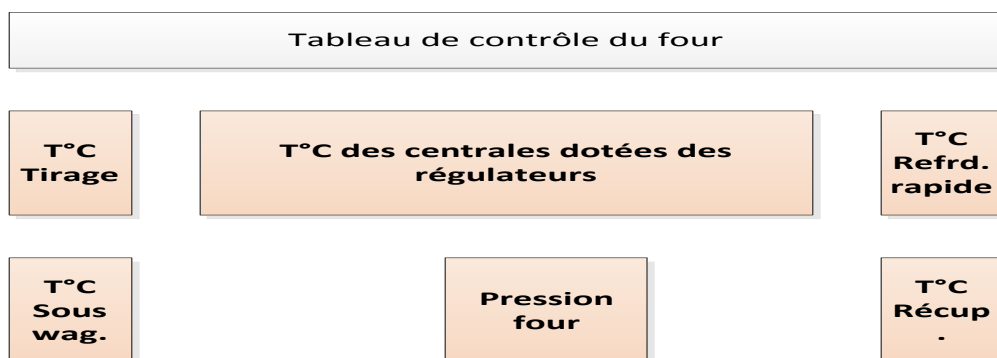 Tableau de contrôle du four
T°C
Tirage
T°C des centrales dotées des
régulateurs
T°C
Refrd.
rapide
T°C
Sous
wag.
Pression
four
T°C
Récup
.